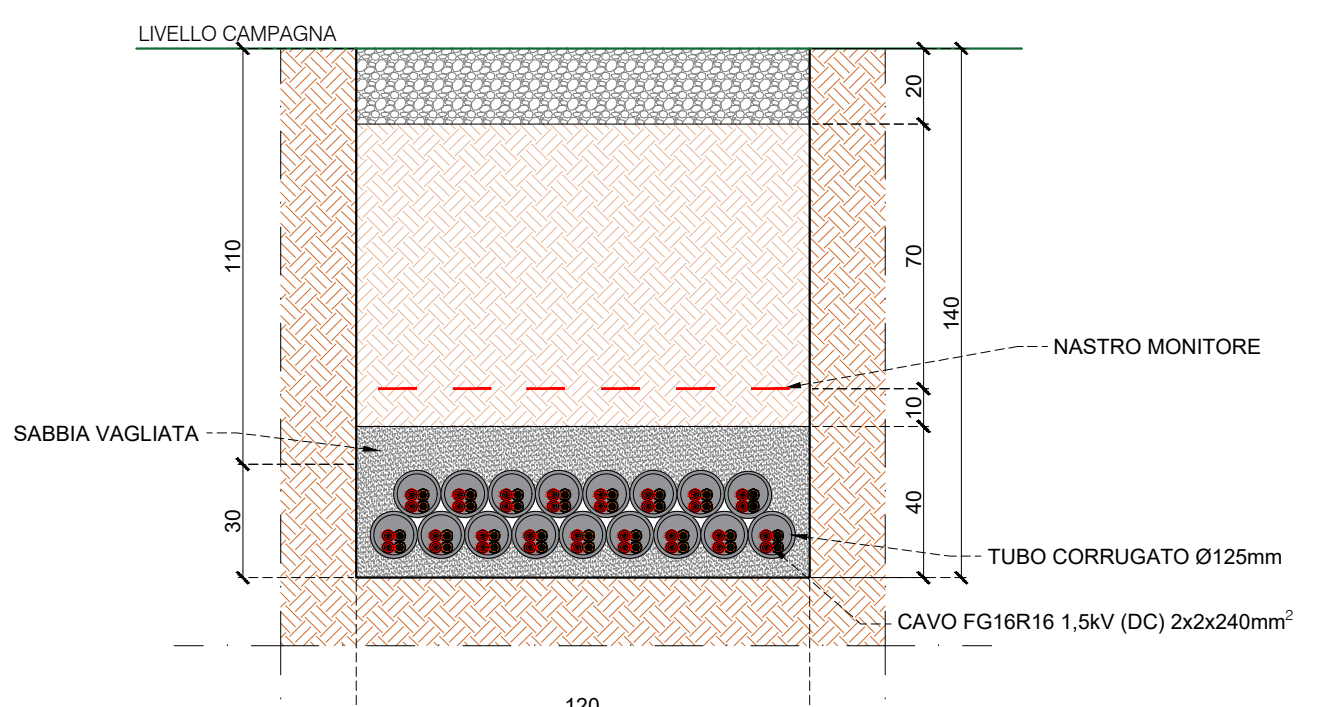 LIVELLO CAMPAGNA
20
110
70
140
NASTRO MONITORE
10
SABBIA VAGLIATA
30
40
TUBO CORRUGATO Ø125mm
CAVO FG16R16 1,5kV (DC) 2x2x240mm²
120